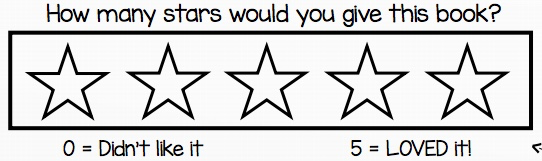 How many stars would you give this book?
0 = Didn't like it 5 = LOVED it!